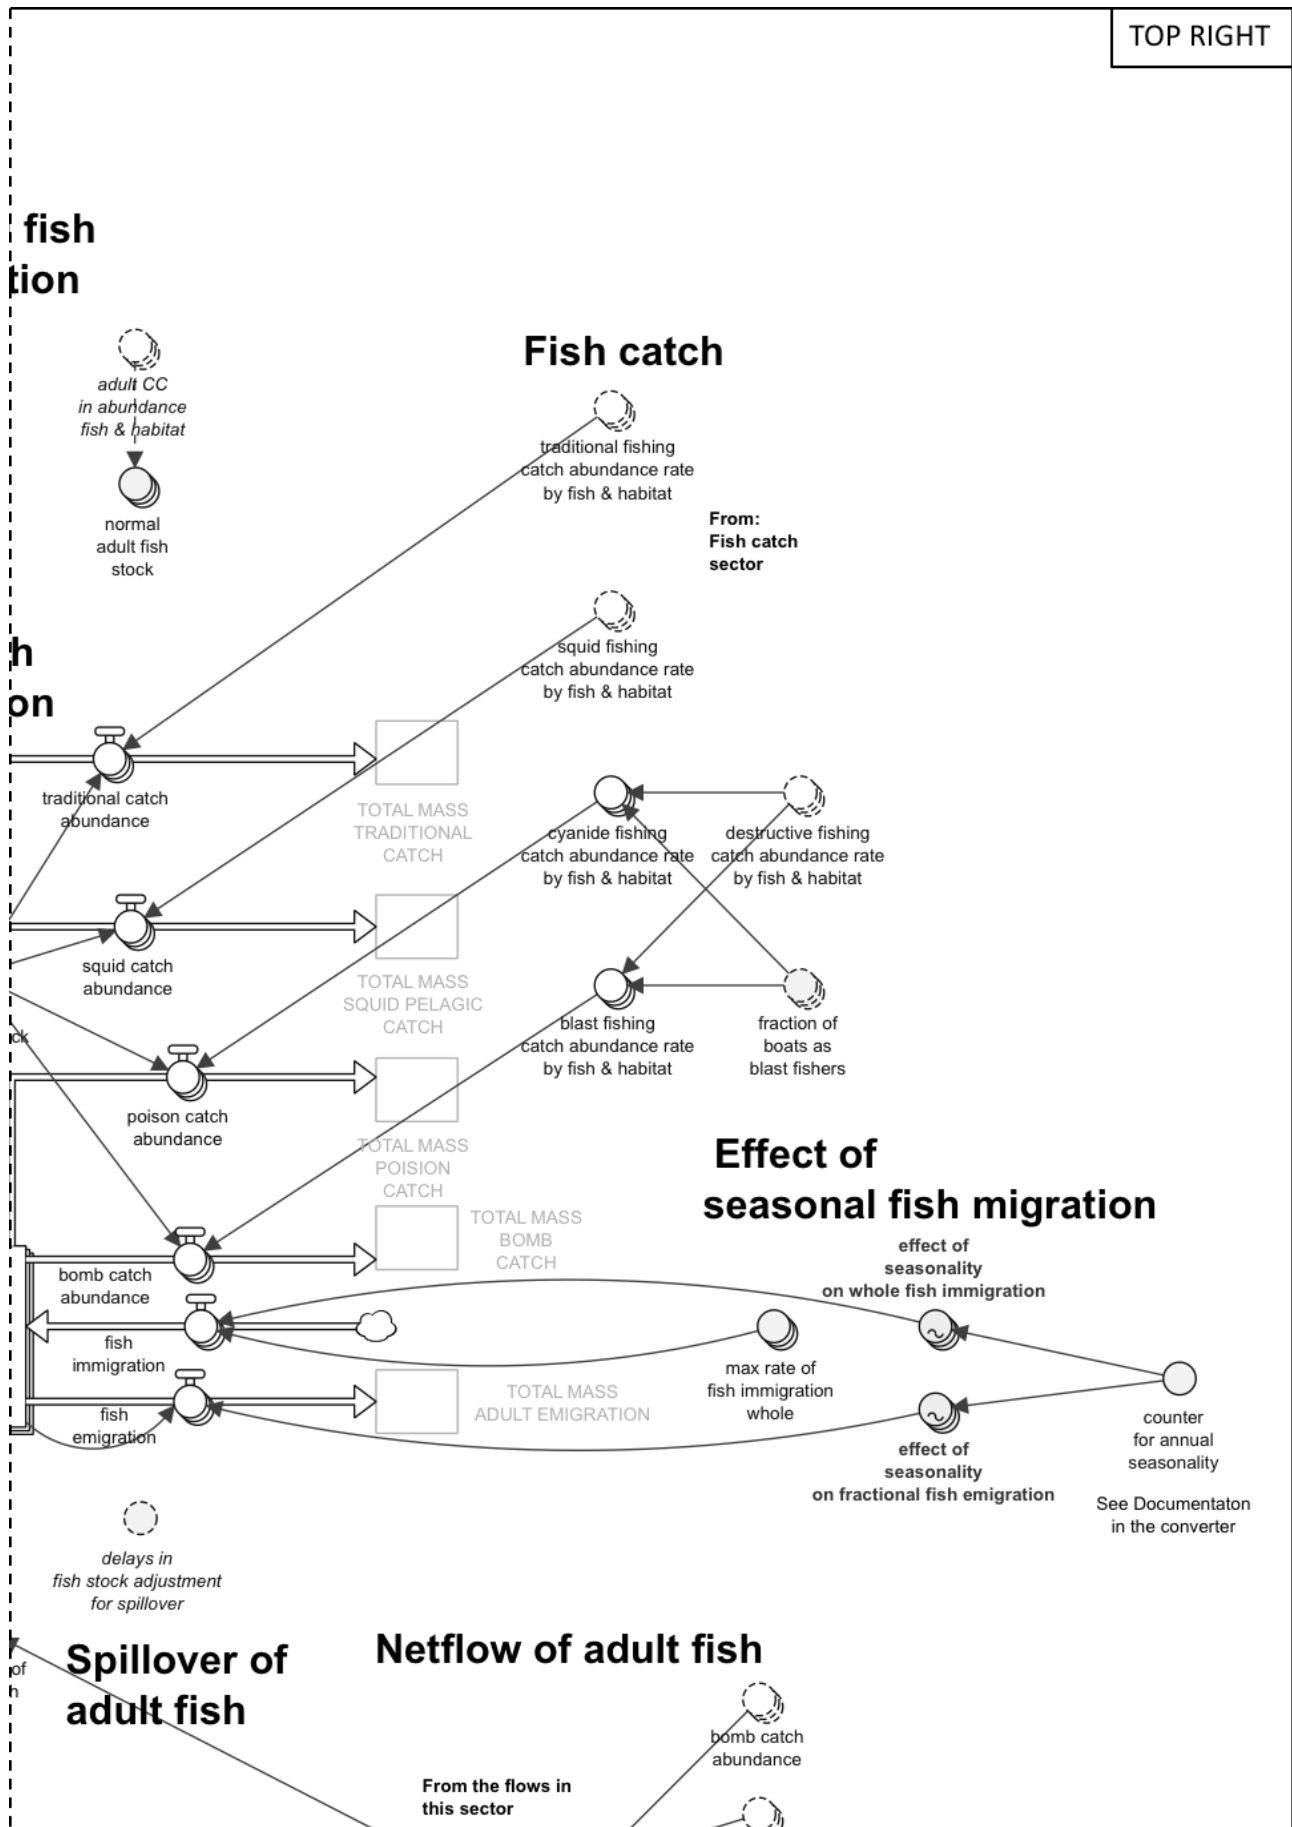 TOP RIGHT
fish
tion
adult CC
in abundance
fish & habitat
normal
adult fish
stock
Fish catch
traditional fishing
catch abundance rate
by fish & habitat
From:
Fish catch
sector
squid fishing
catch abundance rate
by fish & habitat
h
on
traditional catch
abundance
TOTAL MASS
TRADITIONAL
CATCH
cyanide fishing
catch abundance rate
by fish & habitat
destructive fishing
catch abundance rate
by fish & habitat
squid catch
abundance
TOTAL MASS
SQUID PELAGIC
CATCH
ck
blast fishing
catch abundance rate
by fish & habitat
fraction of
boats as
blast fishers
poison catch
abundance
TOTAL MASS
POISION
CATCH
Effect of
seasonal fish migration
TOTAL MASS
BOMB
CATCH
bomb catch
abundance
effect of
seasonality
on whole fish immigration
fish
immigration
max rate of
fish immigration
whole
TOTAL MASS
ADULT EMIGRATION
fish
emigration
counter
for annual
seasonality
effect of
seasonality
on fractional fish emigration
See Documentaton
in the converter
delays in
fish stock adjustment
for spillover
of
h
Spillover of
adult fish
Netflow of adult fish
bomb catch
abundance
From the flows in
this sector